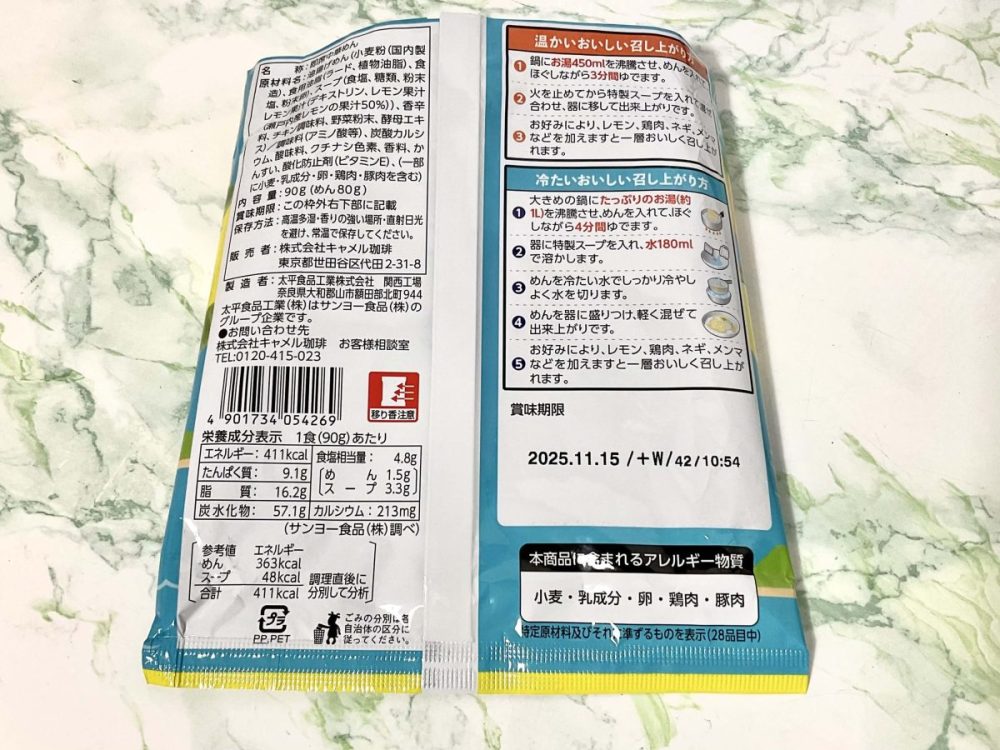 名称:即席中華めん
原材料名:油揚げめん(小麦粉(国内製
造)、食用油脂(ラード、植物油脂)、食
塩、粉末卵)、スープ(食塩、糖類、粉末
レモン果汁(デキストリン、レモン果汁
(瀬戸内産レモンの果汁50%))、香辛
料、チキン調味料、野菜粉末、酵母エキ
ス)/調味料(アミノ酸等)、炭酸カルシ
ウム、酸味料、クチナシ色素、香料、か
んすい、酸化防止剤(ビタミンE)、(一部
に小麦・乳成分・卵・鶏肉・豚肉を含む)
内容量:90g(めん80g)
賞味期限:この枠外右下部に記載
保存方法:高温多湿・香りの強い場所・直射日光
を避け、常温で保存してください。
販売者:株式会社キャメル珈琲
東京都世田谷区代田2-31-8
製造者:太平食品工業株式会社 関西工場
奈良県大和郡山市額田部北町944
太平食品工業(株)はサンヨー食品(株)の
グループ企業です。
●お問い合わせ先
株式会社キャメル珈琲 お客様相談室
TEL:0120-415-023
4 901734 054269
移り香注意
栄養成分表示 1食(90g)あたり
エネルギー:411kcal 食塩相当量:4.8g
たんぱく質:9.1g めん 1.5g
脂質:16.2g スープ 3.3g
炭水化物:57.1g カルシウム:213mg
(サンヨー食品(株)調べ)
参考値 エネルギー
めん 363kcal
スープ 48kcal 調理直後に
合計 411kcal 分別して分析
プラ
PP,PET
ごみの分別は各
自治体の区分に
従ってください。
温かいおいしい召し上がり方
1 鍋にお湯450mlを沸騰させ、めんを入れ
ほぐしながら3分間ゆでます。
2 火を止めてから特製スープを入れて混ぜ
合わせ、器に移して出来上がりです。
3 お好みにより、レモン、鶏肉、ネギ、メンマ
などを加えますと一層おいしく召し上が
れます。
冷たいおいしい召し上がり方
1 大きめの鍋にたっぷりのお湯(約
1L)を沸騰させ、めんを入れて、ほぐ
しながら4分間ゆでます。
2 器に特製スープを入れ、水180ml
で溶かします。
3 めんを冷たい水でしっかり冷やし
よく水を切ります。
4 めんを器に盛りつけ、軽く混ぜて
出来上がりです。
5 お好みにより、レモン、鶏肉、ネギ、メンマ
などを加えますと一層おいしく召し上が
れます。
賞味期限
2025.11.15 /+W/42/10:54
本商品に含まれるアレルギー物質
小麦・乳成分・卵・鶏肉・豚肉
特定原材料及びそれに準ずるものを表示(28品目中)